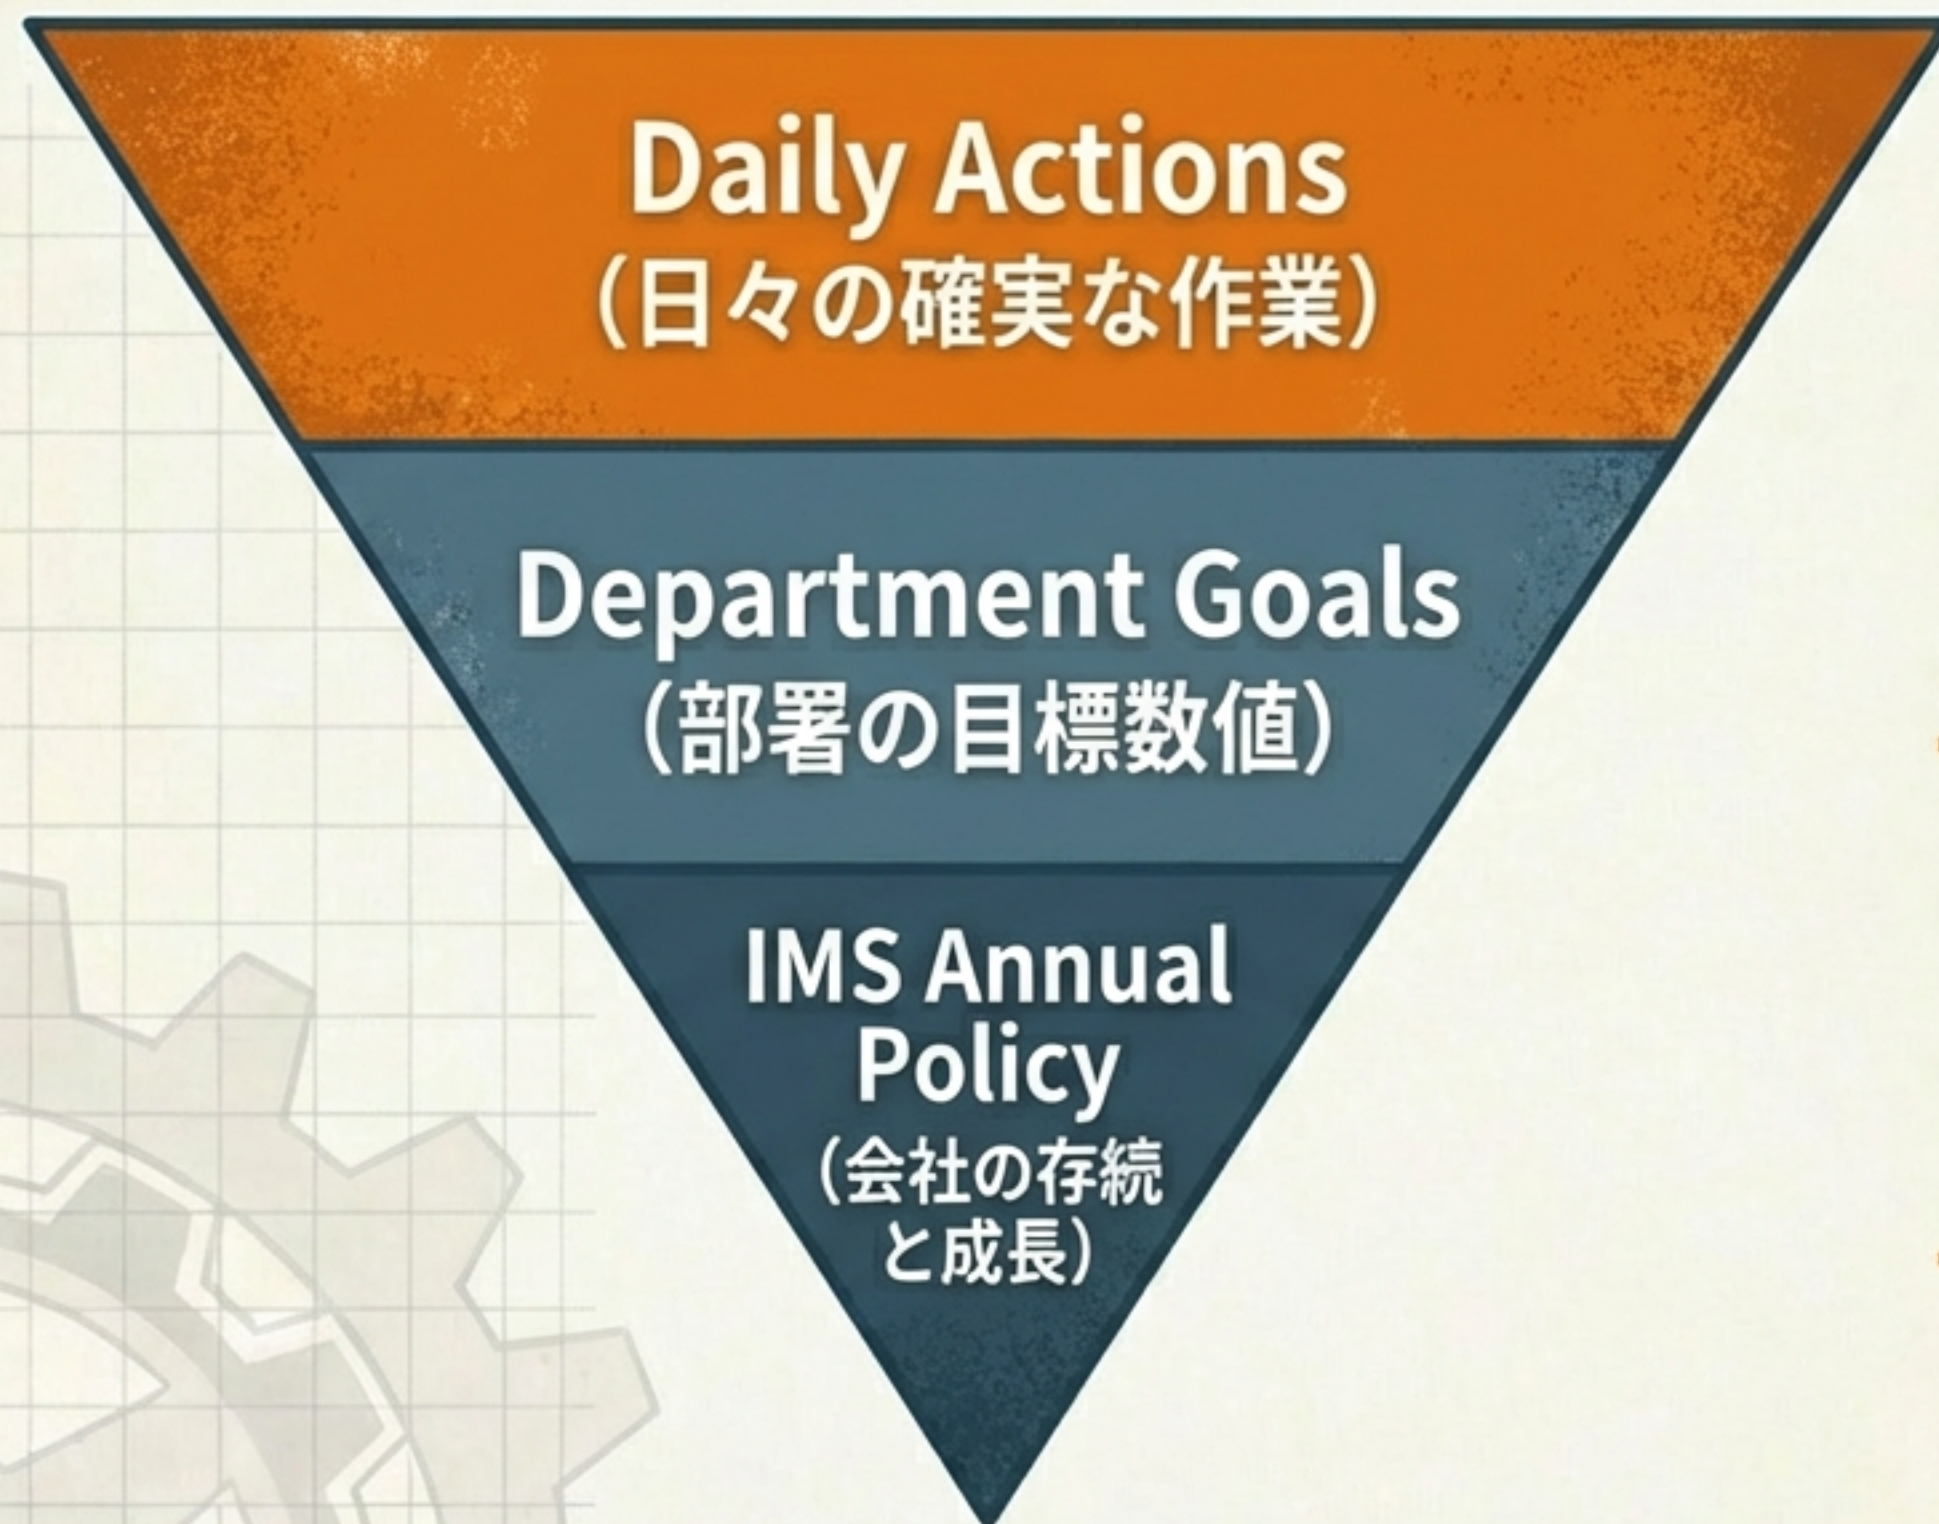 Daily Actions
（日々の確実な作業）
Department Goals
（部署の目標数値）
IMS Annual
Policy
（会社の存続
と成長）